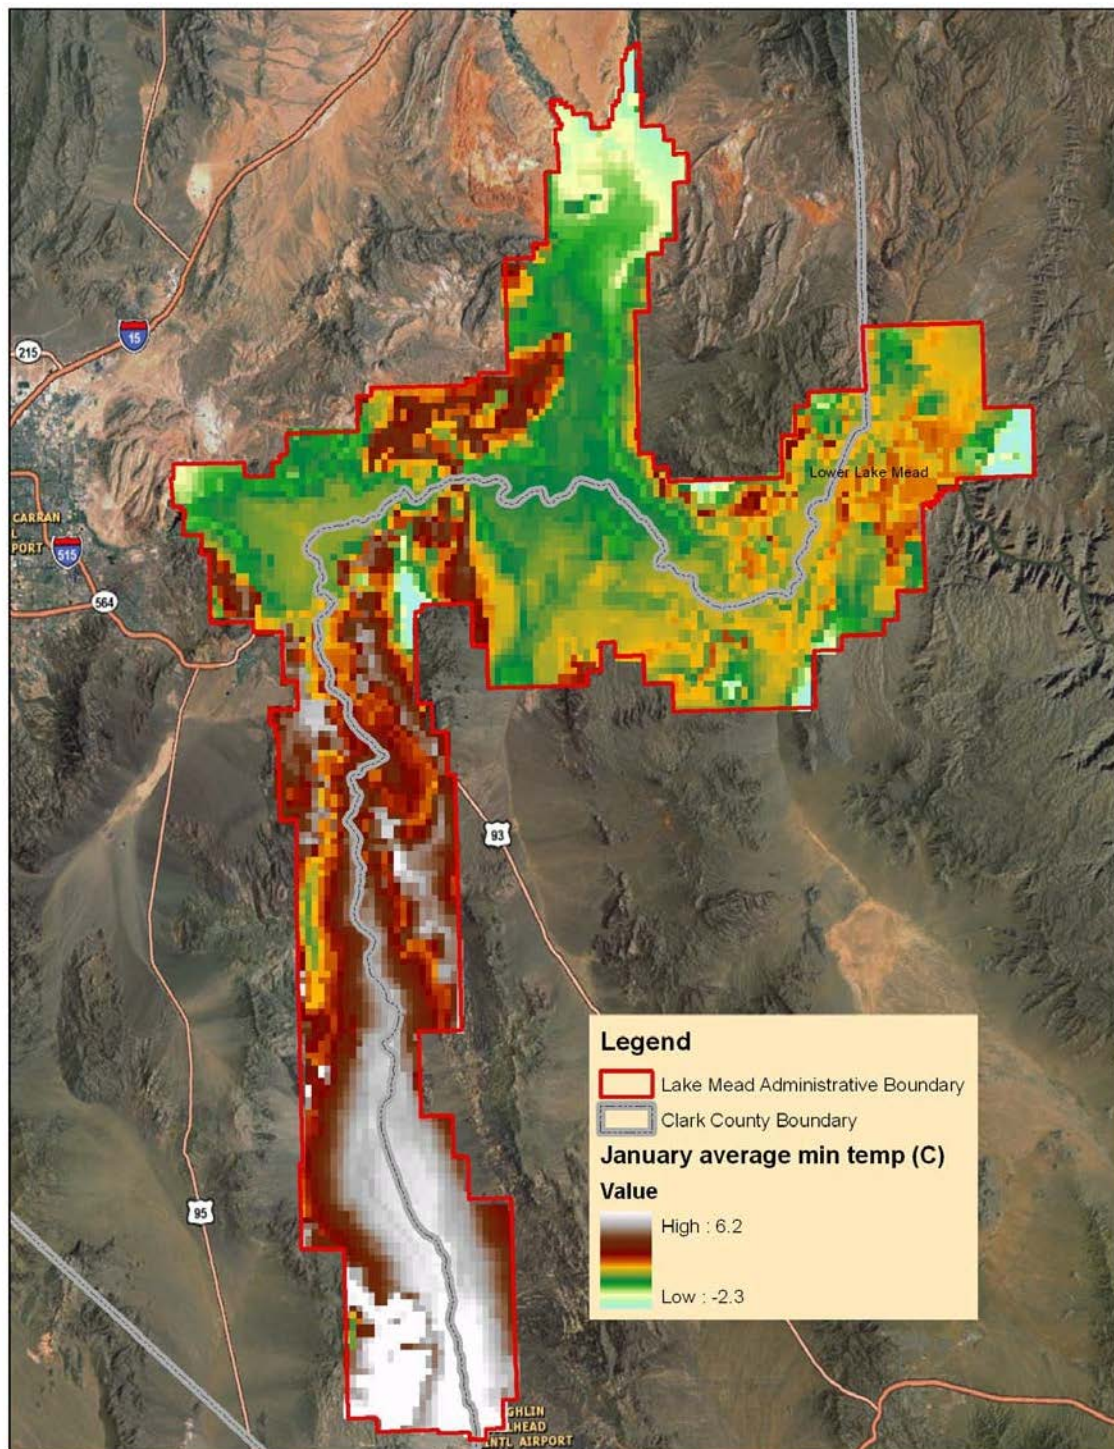 15
215
Lower Lake Mead
CARRAN
L
PORT
515
564
93
Legend
Lake Mead Administrative Boundary
Clark County Boundary
January average min temp (C)
Value
High : 6.2
Low : -2.3
95
GHLIN
LHEAD
INTL AIRPORT